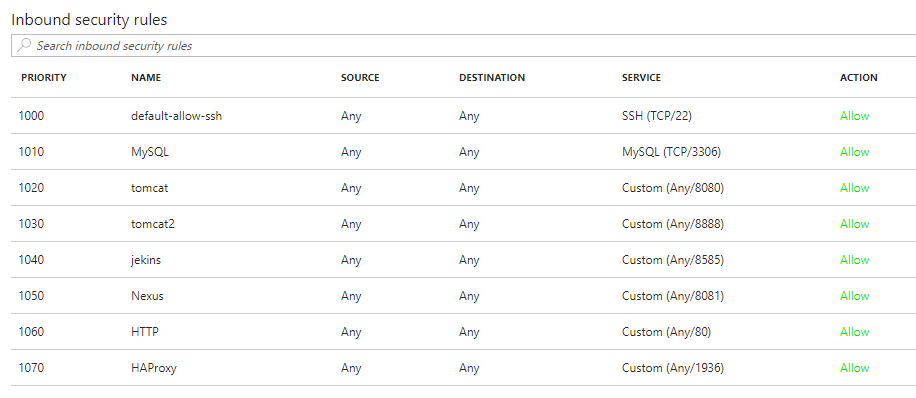 Inbound security rules
Search inbound security rules
PRIORITY NAME SOURCE DESTINATION SERVICE ACTION
1000 default-allow-ssh Any Any SSH (TCP/22) Allow
1010 MySQL Any Any MySQL (TCP/3306) Allow
1020 tomcat Any Any Custom (Any/8080) Allow
1030 tomcat2 Any Any Custom (Any/8888) Allow
1040 jekins Any Any Custom (Any/8585) Allow
1050 Nexus Any Any Custom (Any/8081) Allow
1060 HTTP Any Any Custom (Any/80) Allow
1070 HAProxy Any Any Custom (Any/1936) Allow